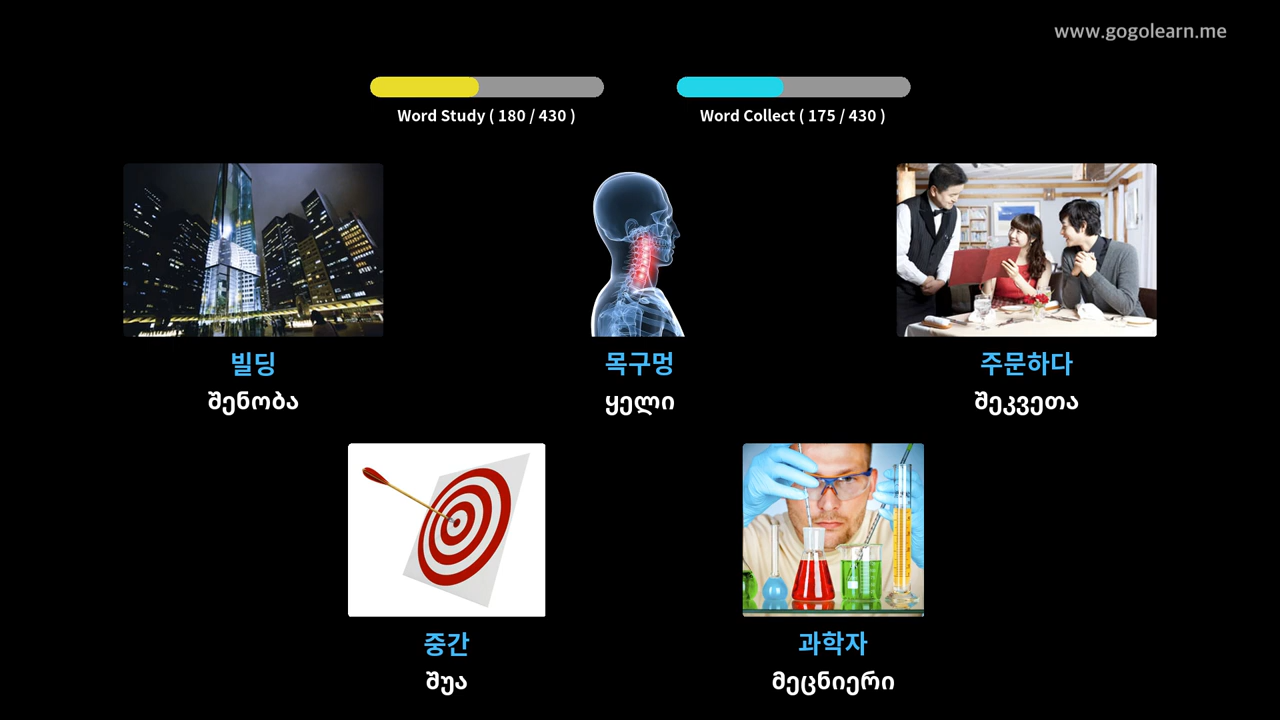 www.gogolearn.me
Word Study ( 180 / 430 )
Word Collect ( 175 / 430 )
빌딩
შენობა
목구멍
ყელი
주문하다
შეკვეთა
중간
შუა
과학자
მეცნიერი